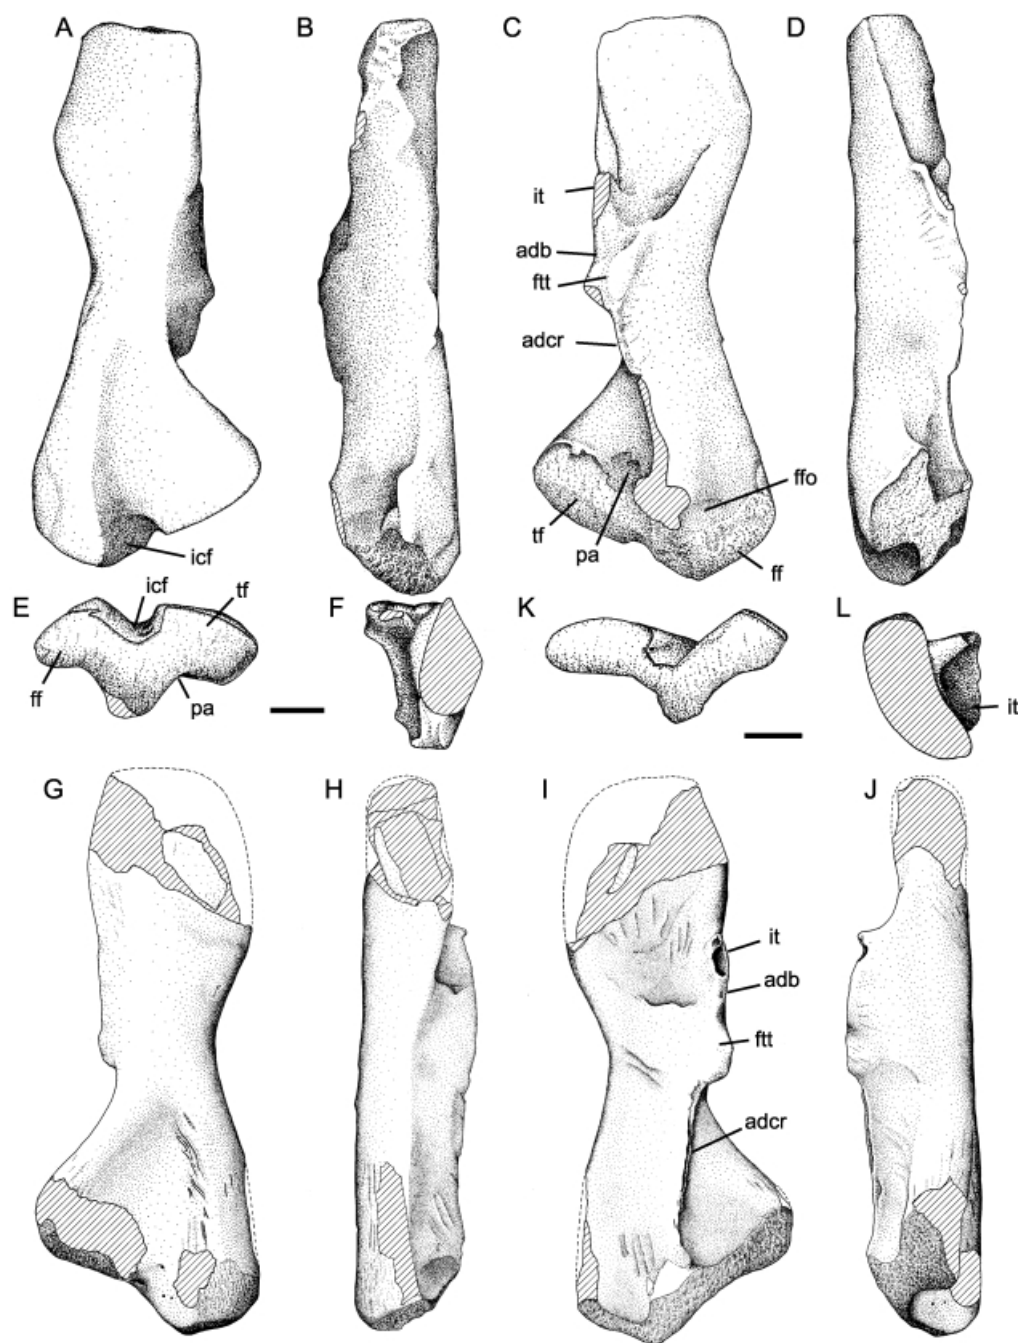 A B C D
it
adb
ftt
adcr
ffo
tf
pa
ff
icf
E icf tf F K L
ff
pa
it
G H I J
it
adb
ftt
adcr